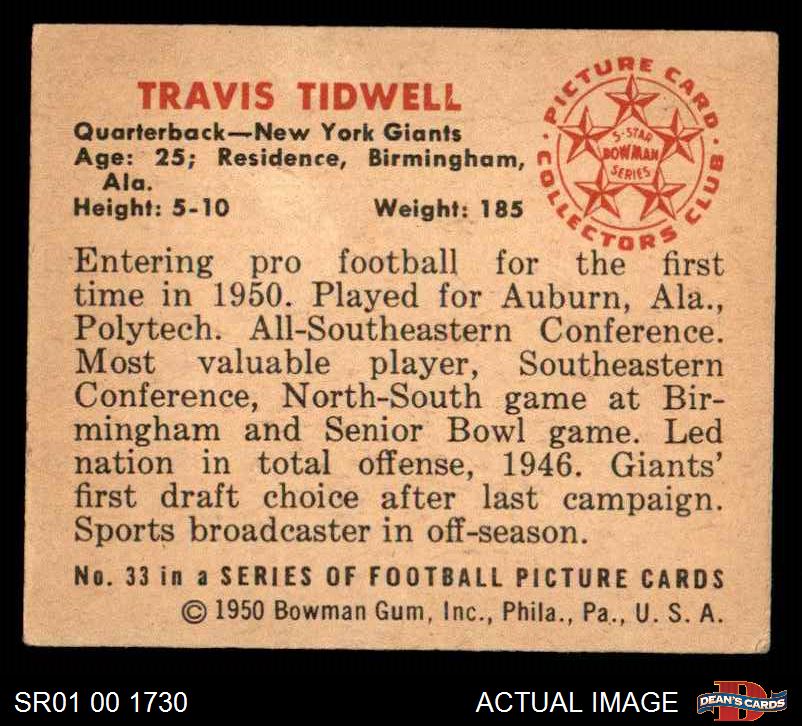 TRAVIS TIDWELL
Quarterback—New York Giants
Age: 25; Residence, Birmingham,
Ala.
Height: 5-10 Weight: 185
PICTURE CARD
COLLECTORS CLUB
5-STAR
BOWMAN
SERIES
Entering pro football for the first
time in 1950. Played for Auburn, Ala.,
Polytech. All-Southeastern Conference.
Most valuable player, Southeastern
Conference, North-South game at Bir-
mingham and Senior Bowl game. Led
nation in total offense, 1946. Giants'
first draft choice after last campaign.
Sports broadcaster in off-season.
No. 33 in a SERIES OF FOOTBALL PICTURE CARDS
© 1950 Bowman Gum, Inc., Phila., Pa., U. S. A.
SR01 00 1730 ACTUAL IMAGE D DEAN'S CARDS